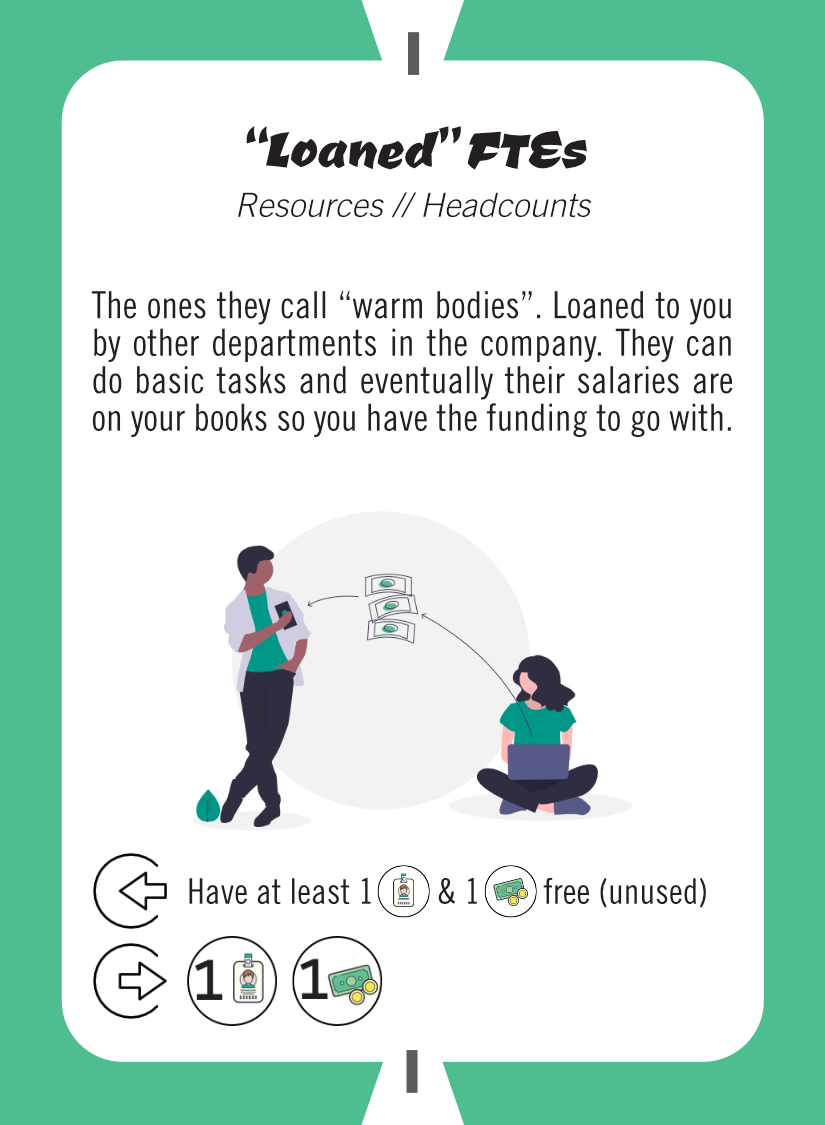 I
“Loaned” FTEs
Resources // Headcounts
The ones they call “warm bodies”. Loaned to you
by other departments in the company. They can
do basic tasks and eventually their salaries are
on your books so you have the funding to go with.
Have at least 1 & 1 free (unused)
1 1
I